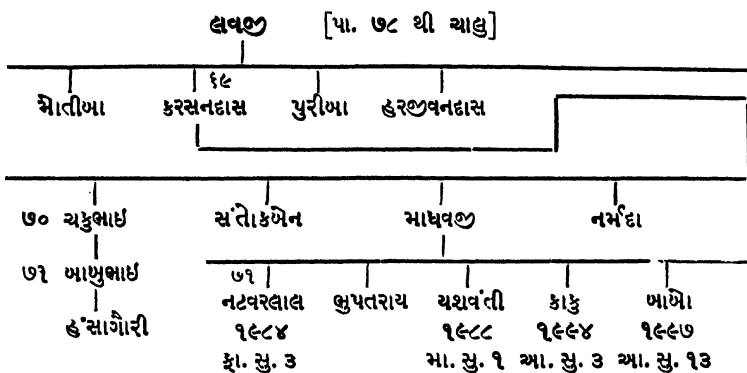 લવજી [પા. ૭૮ થી ચાલુ]
૬૯
મોતીબા કરસનદાસ પુરીબા હરજીવનદાસ
૭૦ ચકુભાઇ સંતોકબેન માધવજી નર્મદા
૭૧ બાબુભાઇ ૭૧
નટવરલાલ ભુપતરાય યશવંતી કાકુ બાબો
હંસાગૌરી ૧૯૮૪ ૧૯૮૮ ૧૯૯૪ ૧૯૯૭
ફા. સુ. ૩ મા. સુ. ૧ આ. સુ. ૩ આ. સુ. ૧૩